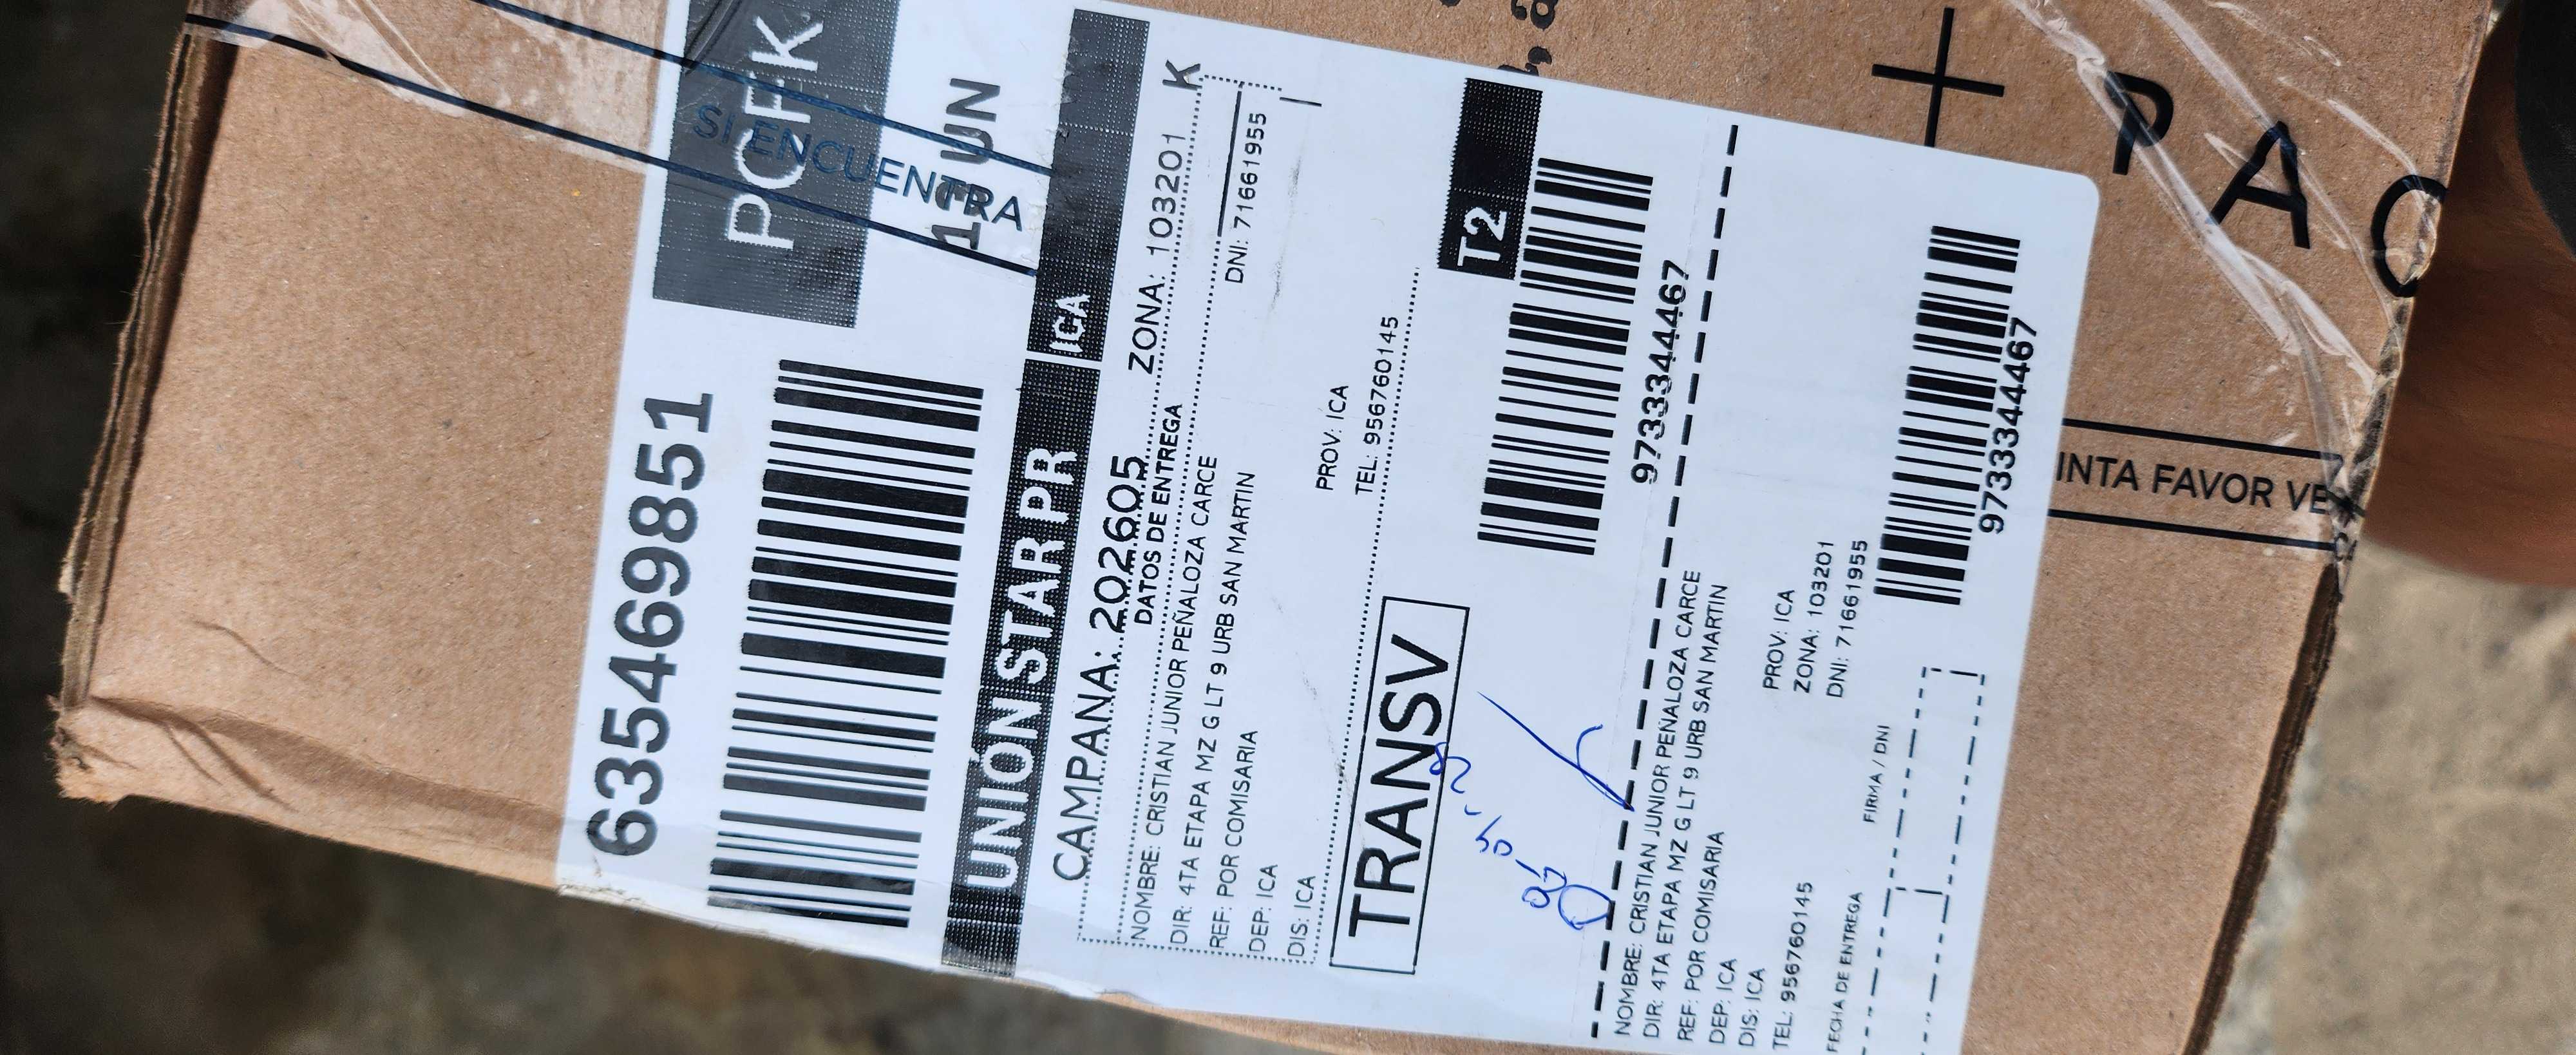 635469851
PCFK
1 UN
SI ENCUENTRA
UNIÓN STAR PR ICA
CAMPANA: 202605 ZONA: 103201 K
DATOS DE ENTREGA
NOMBRE: CRISTIAN JUNIOR PEÑALOZA CARCE
DIR: 4TA ETAPA MZ G LT 9 URB SAN MARTIN
REF: POR COMISARIA DNI: 71661955
DEP: ICA
DIS: ICA PROV: ICA
TEL: 956760145
TRANSV T2
9733344467
NOMBRE: CRISTIAN JUNIOR PEÑALOZA CARCE
DIR: 4TA ETAPA MZ G LT 9 URB SAN MARTIN
REF: POR COMISARIA
DEP: ICA PROV: ICA
DIS: ICA ZONA: 103201
TEL: 956760145 DNI: 71661955
FECHA DE ENTREGA FIRMA / DNI
9733344467
INTA FAVOR VE
+ PAC